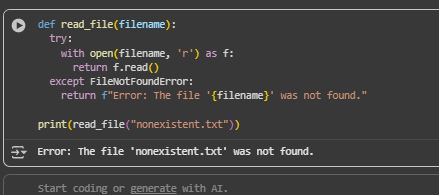 def read_file(filename):
  try:
    with open(filename, 'r') as f:
      return f.read()
  except FileNotFoundError:
    return f"Error: The file '{filename}' was not found."

print(read_file("nonexistent.txt"))
Error: The file 'nonexistent.txt' was not found.
Start coding or generate with AI.